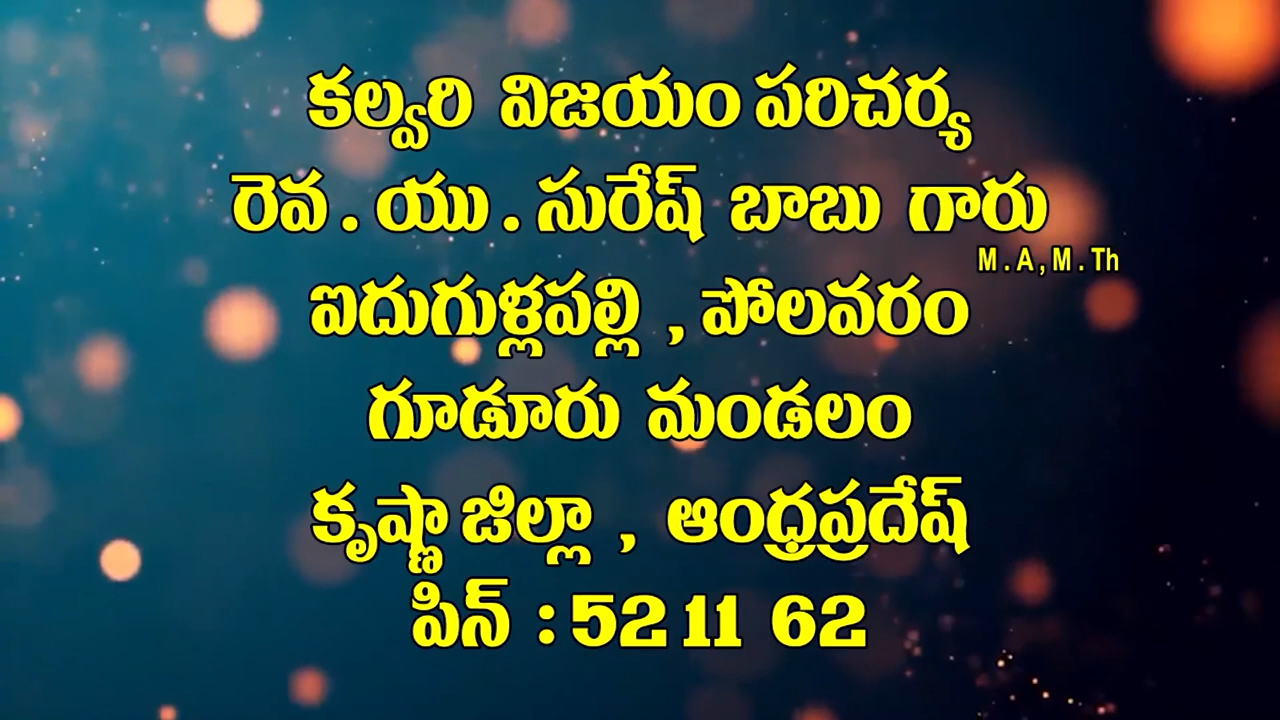 కల్వరి విజయం పరిచర్య
రెవ . యు . సురేష్ బాబు గారు
M . A , M . Th
ఐదుగుళ్లపల్లి , పోలవరం
గూడూరు మండలం
కృష్ణా జిల్లా , ఆంధ్రప్రదేష్
పిన్ : 52 11 62